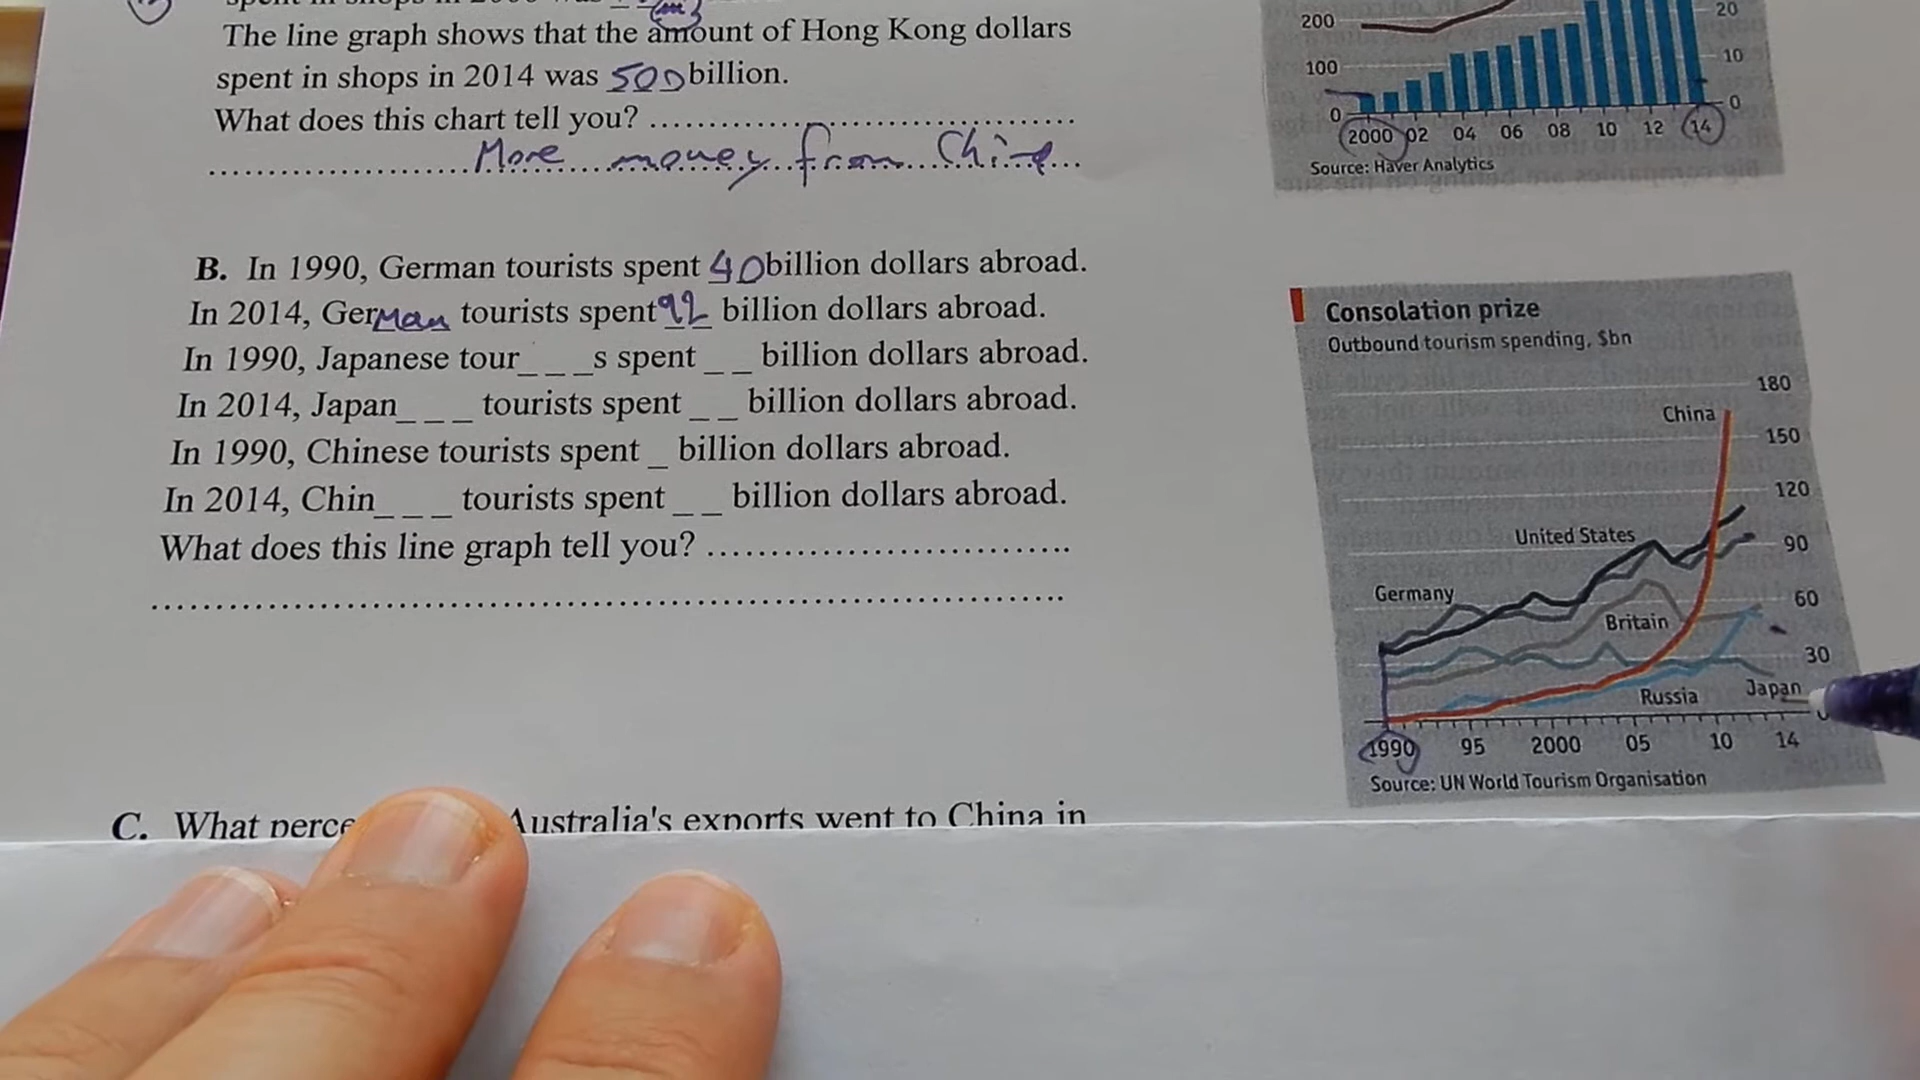 The line graph shows that the amount of Hong Kong dollars
spent in shops in 2014 was 500 billion.
What does this chart tell you? ........................................
More money from China
B. In 1990, German tourists spent 40 billion dollars abroad.
In 2014, German tourists spent 92 billion dollars abroad.
In 1990, Japanese tour_ _ _s spent _ _ billion dollars abroad.
In 2014, Japan_ _ _ tourists spent _ _ billion dollars abroad.
In 1990, Chinese tourists spent _ billion dollars abroad.
In 2014, Chin_ _ _ tourists spent _ _ billion dollars abroad.
What does this line graph tell you? ..............................
......................................................................
C. What perce Australia's exports went to China in
200
20
100
10
0
0
2000 02 04 06 08 10 12 14
Source: Haver Analytics
Consolation prize
Outbound tourism spending, $bn
180
China
150
120
United States
90
Germany
60
Britain
30
Japan
Russia
0
1990 95 2000 05 10 14
Source: UN World Tourism Organisation